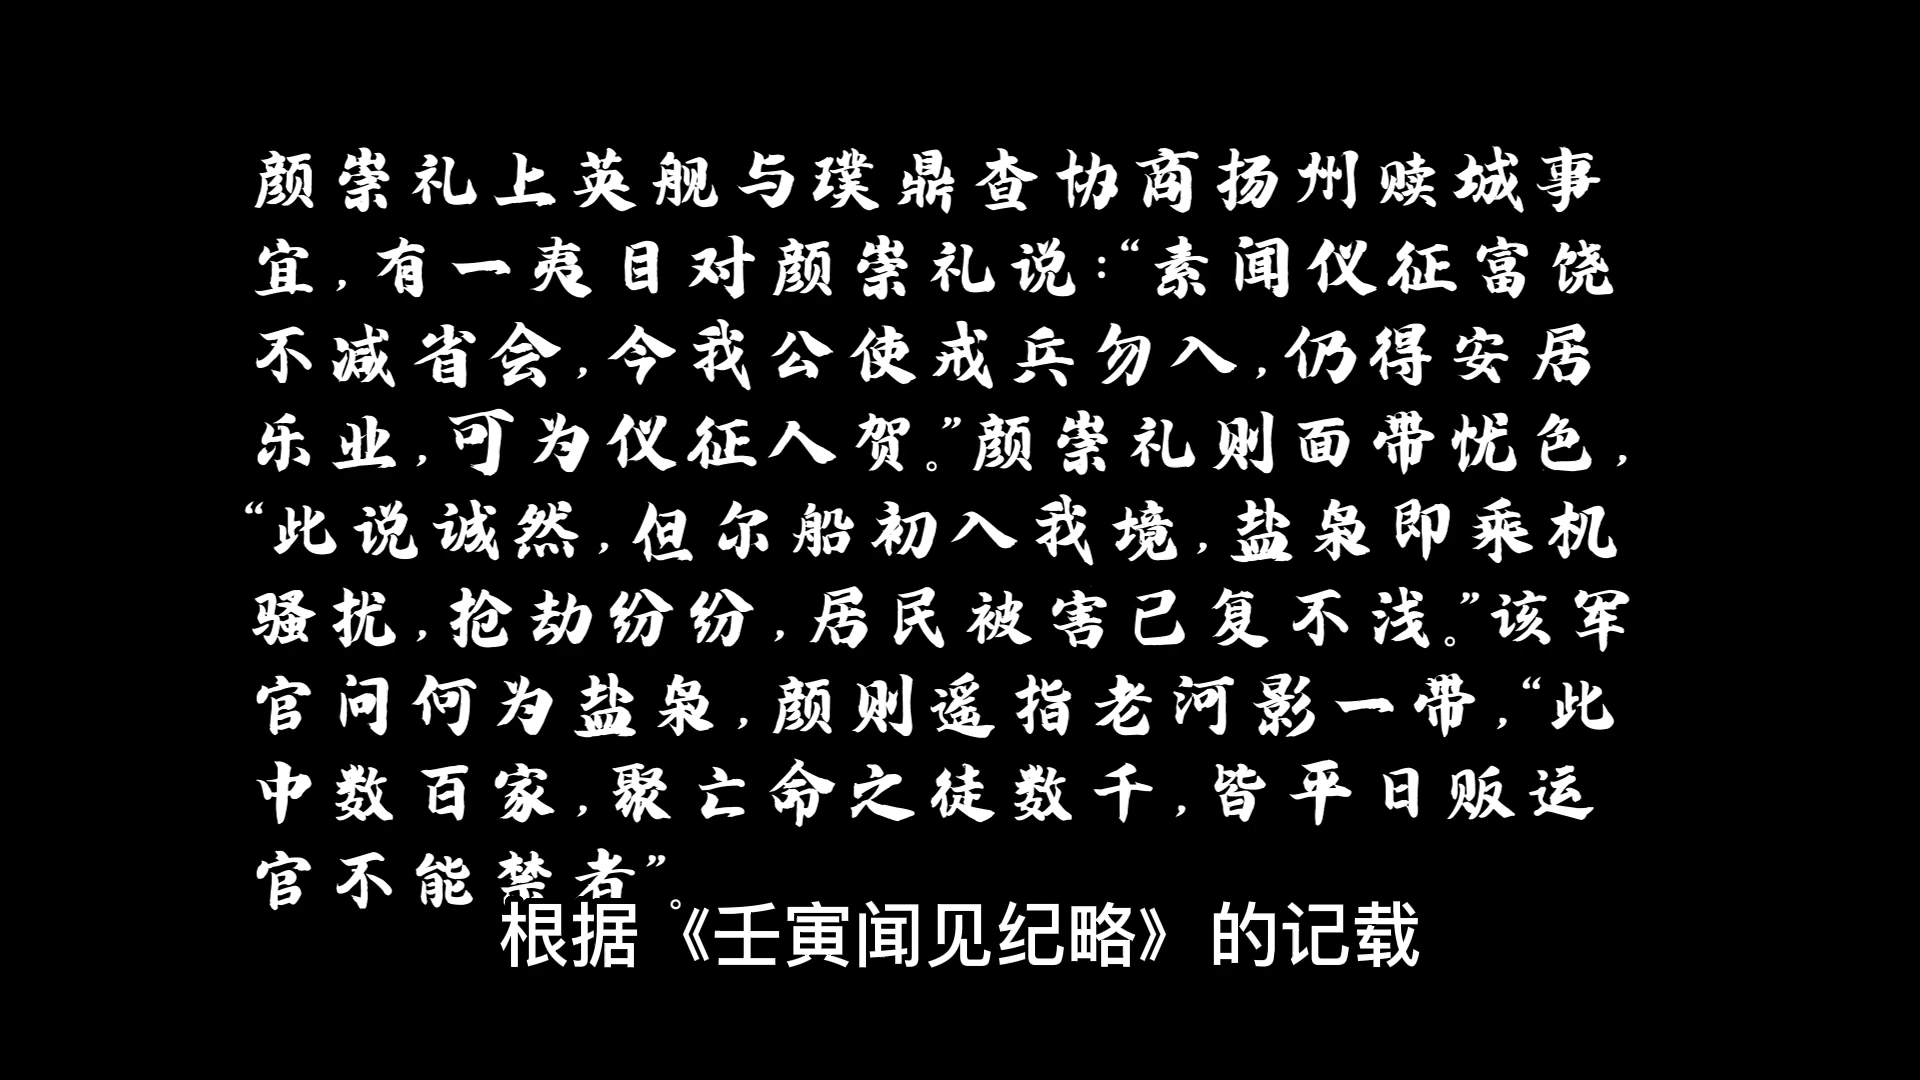 颜崇礼上英舰与璞鼎查协商扬州赎城事
宜，有一夷目对颜崇礼说：“素闻仪征富饶
不减省会，今我公使戒兵勿入，仍得安居
乐业，可为仪征人贺。”颜崇礼则面带忧色，
“此说诚然，但尔船初入我境，盐枭即乘机
骚扰，抢劫纷纷，居民被害已复不浅。”该军
官问何为盐枭，颜则遥指老河影一带，“此
中数百家，聚亡命之徒数千，皆平日贩运
官不能禁者”。
根据《壬寅闻见纪略》的记载